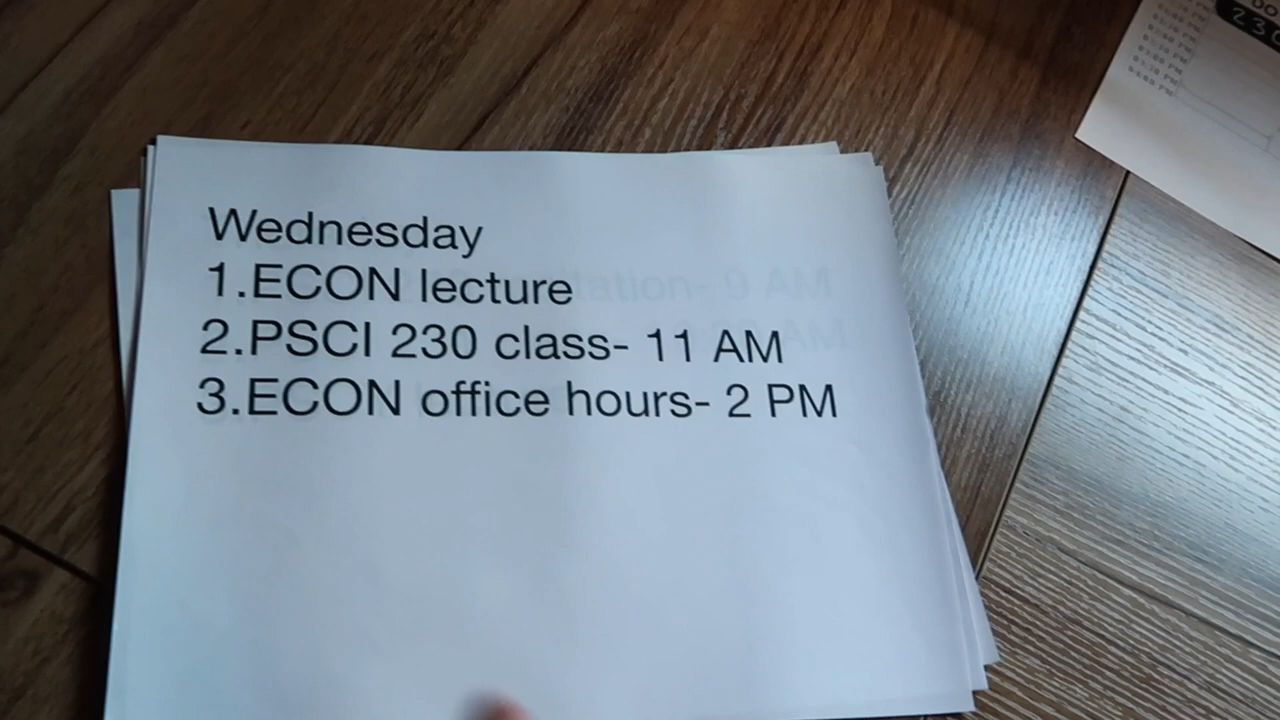 Wednesday
1.ECON lecture
2.PSCI 230 class- 11 AM
3.ECON office hours- 2 PM